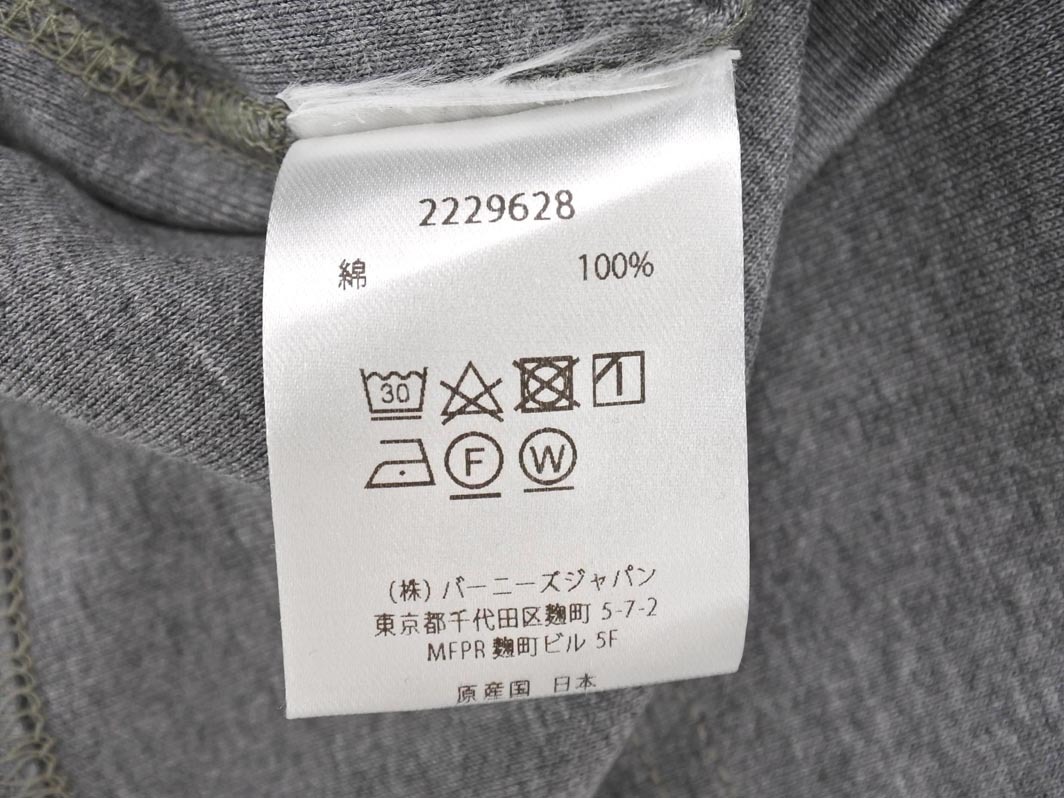 2229628
綿 100%
30
F W
(株) バーニーズジャパン
東京都千代田区麹町 5-7-2
MFPR 麹町ビル 5F
原産国 日本